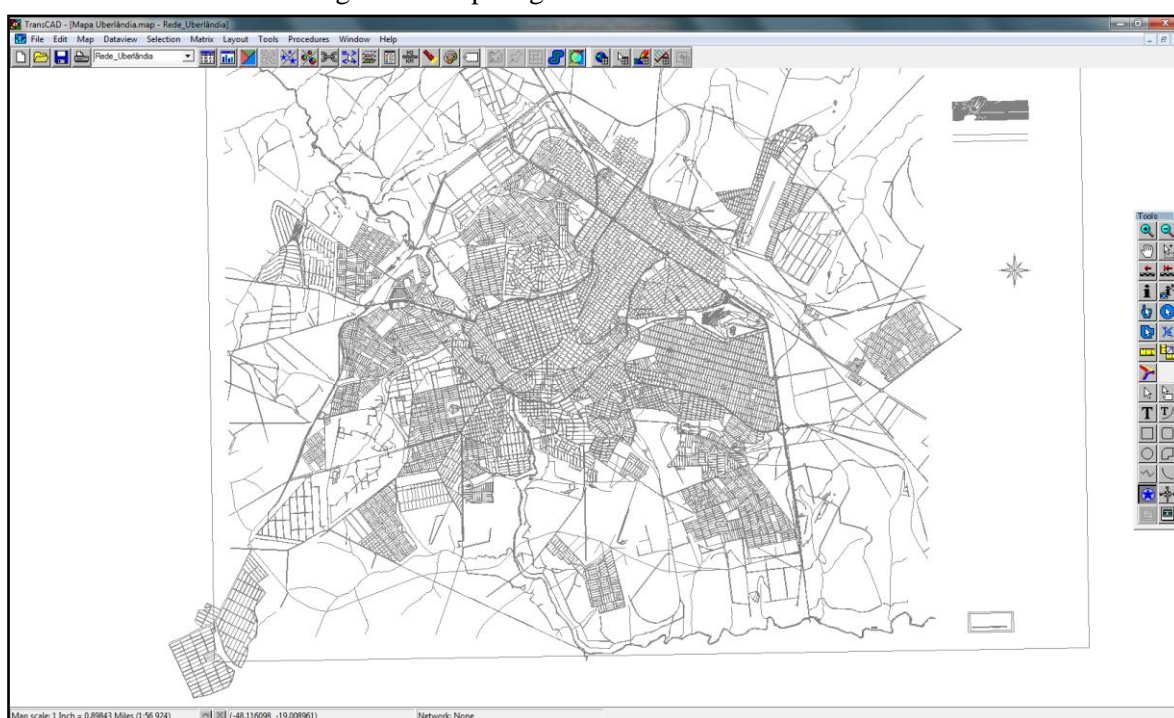 TransCAD - [Mapa Uberlândia.map - Rede_Uberlândia]
File Edit Map Dataview Selection Matrix Layout Tools Procedures Window Help
Rede_Uberlândia
Tools
Map scale: 1 Inch = 0.89843 Miles (1:56.924)
(-48.116098, -19.008961)
Network: None